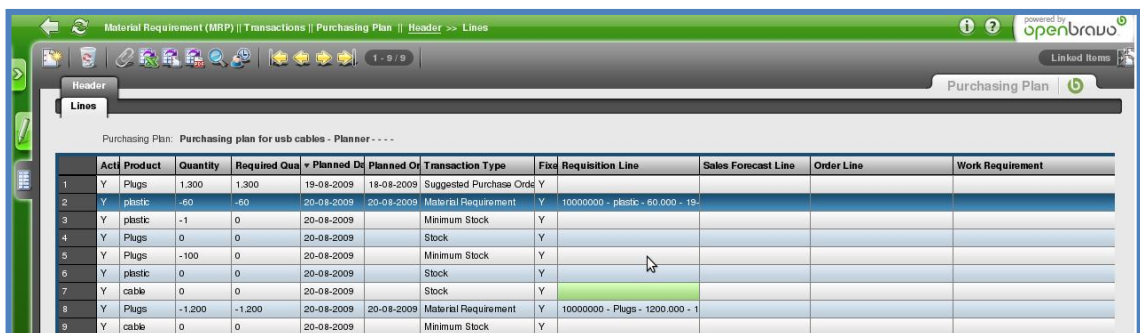 Material Requirement (MRP) || Transactions || Purchasing Plan || Header >> Lines
powered by
openbravo
1 - 9 / 9
Linked Items
Header
Purchasing Plan
Lines
Purchasing Plan: Purchasing plan for usb cables - Planner - - - -
Acti Product Quantity Required Qua Planned Da Planned Or Transaction Type Fixe Requisition Line Sales Forecast Line Order Line Work Requirement
1 Y Plugs 1.300 1.300 19-08-2009 18-08-2009 Suggested Purchase Orde Y
2 Y plastic -60 -60 20-08-2009 20-08-2009 Material Requirement Y 10000000 - plastic - 60.000 - 19-
3 Y plastic -1 0 20-08-2009 Minimum Stock Y
4 Y Plugs 0 0 20-08-2009 Stock Y
5 Y Plugs -100 0 20-08-2009 Minimum Stock Y
6 Y plastic 0 0 20-08-2009 Stock Y
7 Y cable 0 0 20-08-2009 Stock Y
8 Y Plugs -1.200 -1.200 20-08-2009 20-08-2009 Material Requirement Y 10000000 - Plugs - 1200.000 - 1
9 Y cable 0 0 20-08-2009 Minimum Stock Y